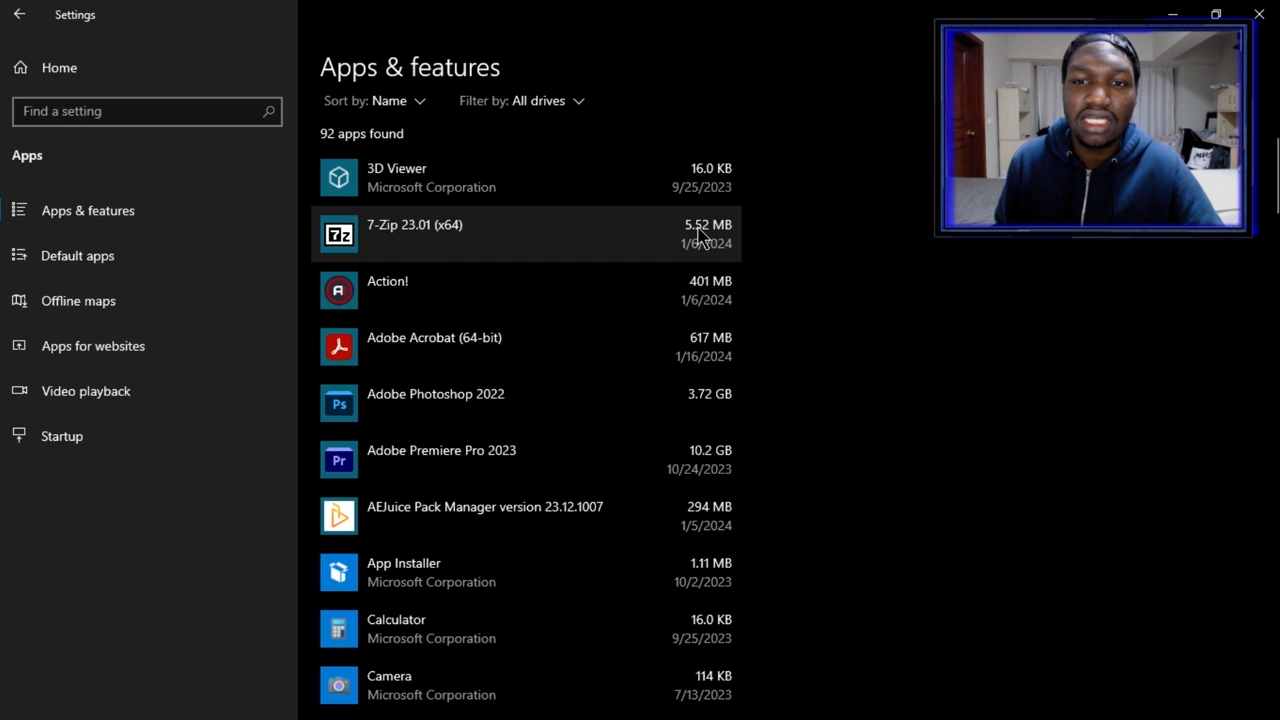 Settings
Home
Find a setting
Apps
Apps & features
Default apps
Offline maps
Apps for websites
Video playback
Startup
Apps & features
Sort by: Name
Filter by: All drives
92 apps found
3D Viewer
16.0 KB
Microsoft Corporation
9/25/2023
7z
7-Zip 23.01 (x64)
5.52 MB
1/6/2024
A
Action!
401 MB
1/6/2024
Adobe Acrobat (64-bit)
617 MB
1/16/2024
Ps
Adobe Photoshop 2022
3.72 GB
Pr
Adobe Premiere Pro 2023
10.2 GB
10/24/2023
AEJuice Pack Manager version 23.12.1007
294 MB
1/5/2024
App Installer
1.11 MB
Microsoft Corporation
10/2/2023
Calculator
16.0 KB
Microsoft Corporation
9/25/2023
Camera
114 KB
Microsoft Corporation
7/13/2023